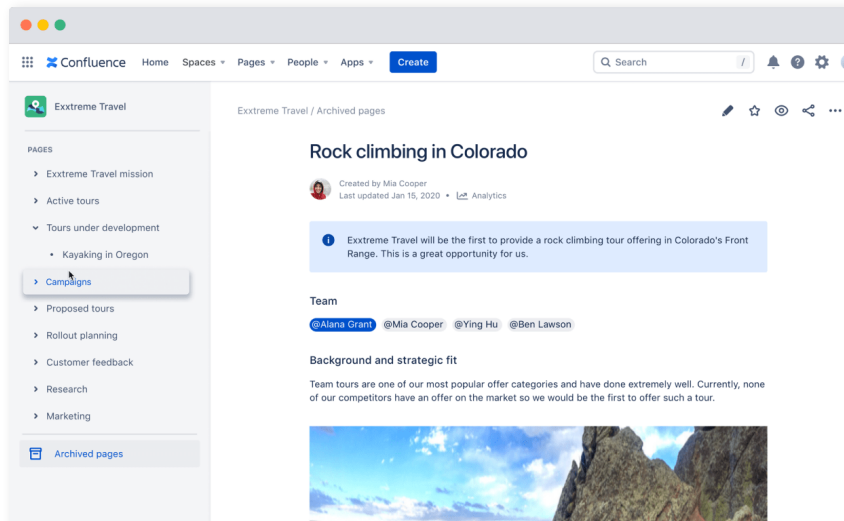 Confluence Home Spaces Pages People Apps Create Search /
Exxtreme Travel
PAGES
Exxtreme Travel mission
Active tours
Tours under development
Kayaking in Oregon
Campaigns
Proposed tours
Rollout planning
Customer feedback
Research
Marketing
Archived pages
Exxtreme Travel / Archived pages
Rock climbing in Colorado
Created by Mia Cooper
Last updated Jan 15, 2020 • Analytics
Exxtreme Travel will be the first to provide a rock climbing tour offering in Colorado's Front
Range. This is a great opportunity for us.
Team
@Alana Grant @Mia Cooper @Ying Hu @Ben Lawson
Background and strategic fit
Team tours are one of our most popular offer categories and have done extremely well. Currently, none
of our competitors have an offer on the market so we would be the first to offer such a tour.